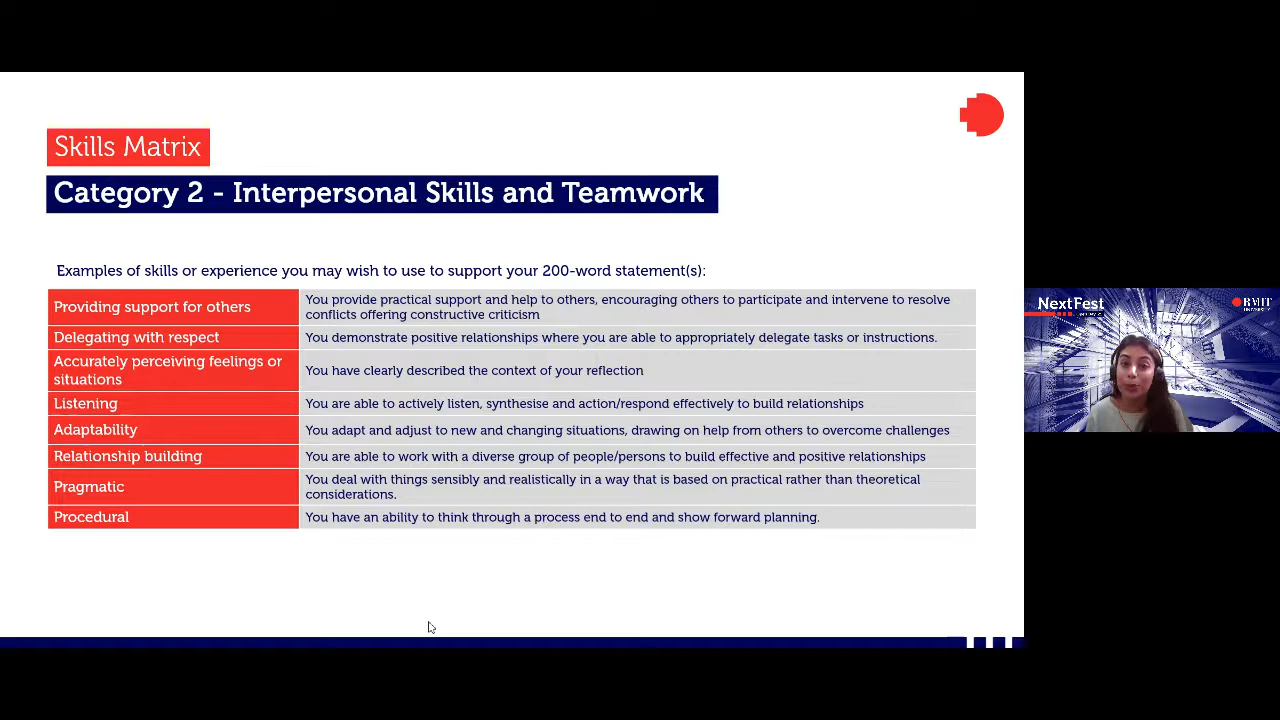 Skills Matrix
Category 2 - Interpersonal Skills and Teamwork
Examples of skills or experience you may wish to use to support your 200-word statement(s):
Providing support for others
You provide practical support and help to others, encouraging others to participate and intervene to resolve
conflicts offering constructive criticism
Delegating with respect
You demonstrate positive relationships where you are able to appropriately delegate tasks or instructions.
Accurately perceiving feelings or
situations
You have clearly described the context of your reflection
Listening
You are able to actively listen, synthesise and action/respond effectively to build relationships
Adaptability
You adapt and adjust to new and changing situations, drawing on help from others to overcome challenges
Relationship building
You are able to work with a diverse group of people/persons to build effective and positive relationships
Pragmatic
You deal with things sensibly and realistically in a way that is based on practical rather than theoretical
considerations.
Procedural
You have an ability to think through a process end to end and show forward planning.
NextFest
RMIT
UNIVERSITY